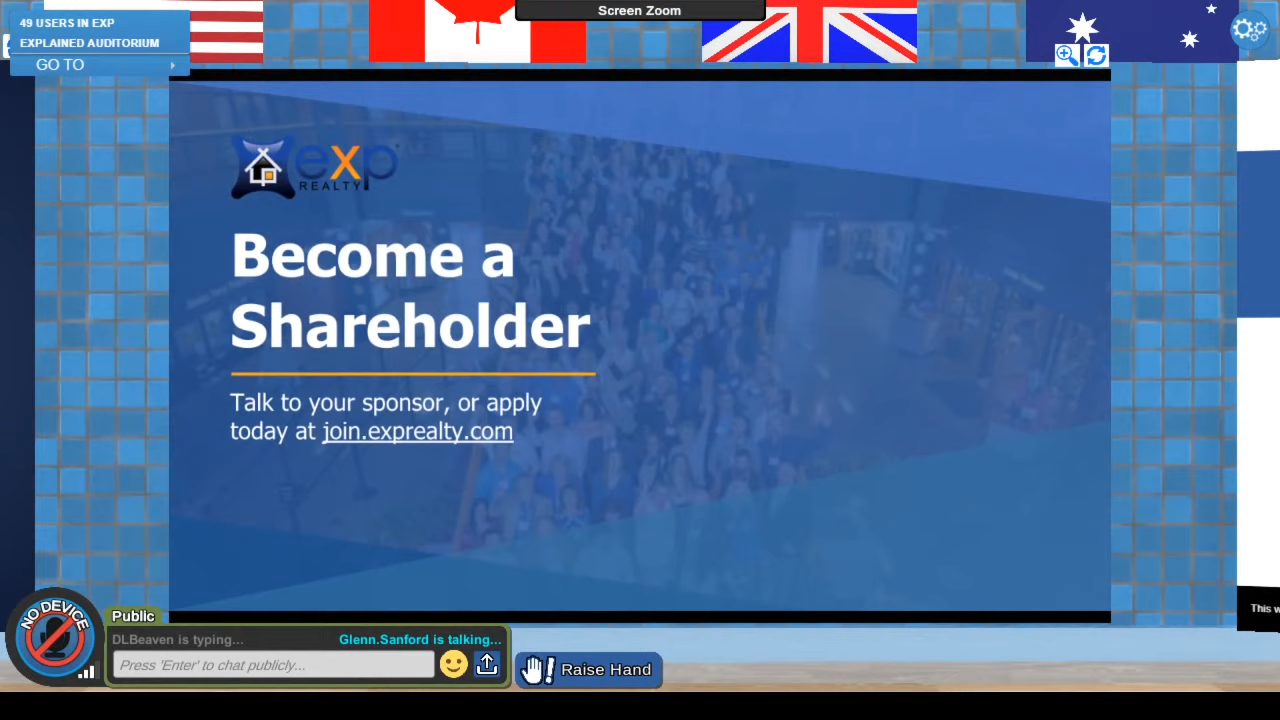 Screen Zoom
49 USERS IN EXP
EXPLAINED AUDITORIUM
GO TO
exp
REALTY
Become a
Shareholder
Talk to your sponsor, or apply
today at join.exprealty.com
This w
NO DEVICE
Public
DLBeaven is typing...
Glenn.Sanford is talking...
Press 'Enter' to chat publicly...
Raise Hand